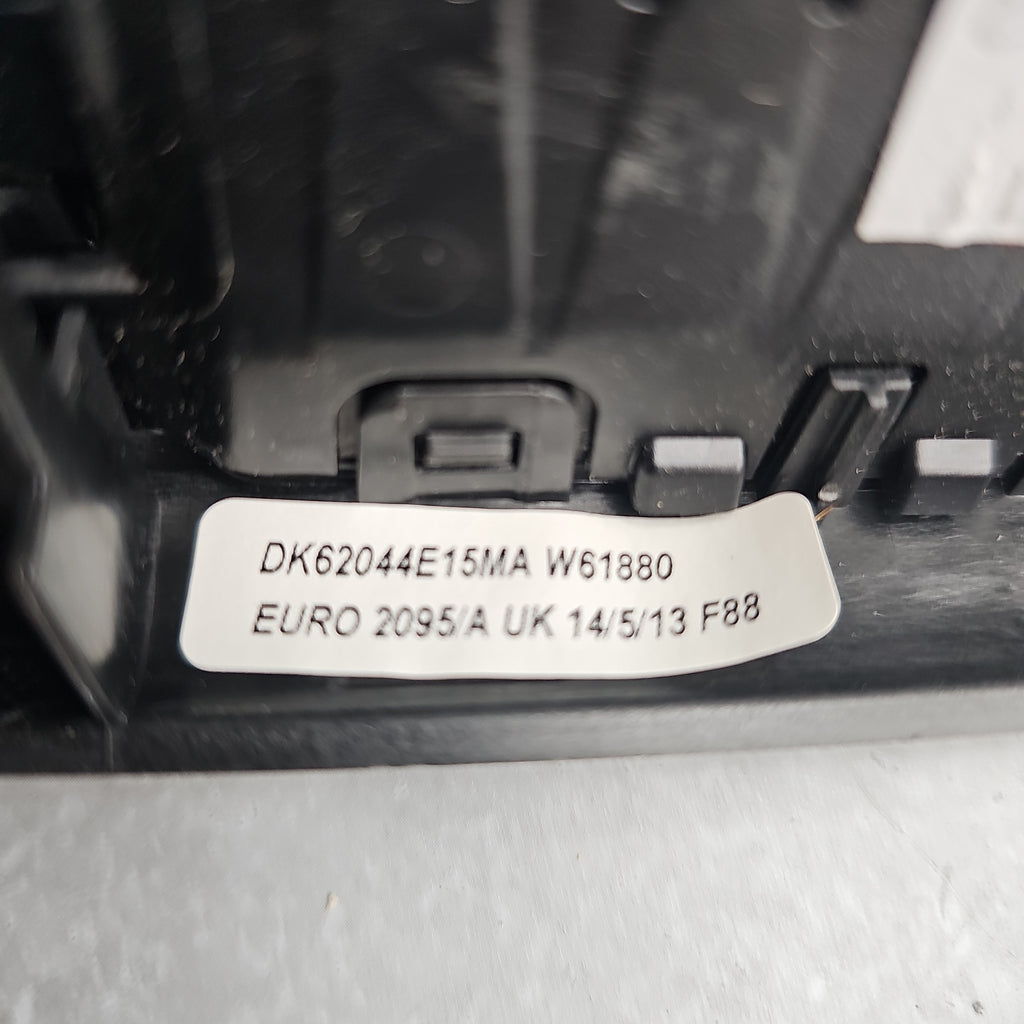 DK62044E15MA W61880
EURO 2095/A UK 14/5/13 F88